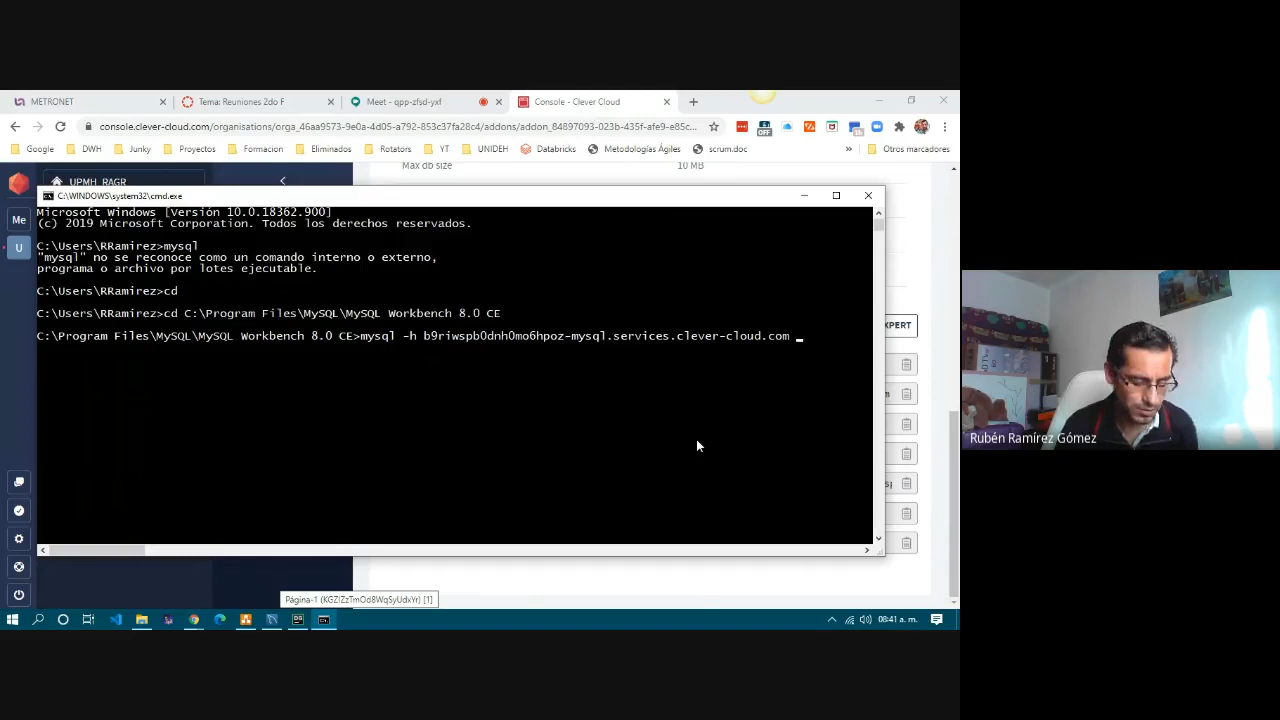 METRONET
Tema: Reuniones 2do F
Meet - qpp-zfsd-yxf
Console - Clever Cloud
console.clever-cloud.com/organisations/orga_46aa9573-9e0a-4d05-a792-853c37fa28c4/addons/addon_84897093-023b-435f-afe9-e85c...
OFF
1h
Google
DWH
Junky
Proyectos
Formacion
Eliminados
Rotators
YT
UNIDEH
Databricks
Metodologías Ágiles
scrum.doc
»
Otros marcadores
Max db size
10 MB
UPMH_RAGR
Me
U
C:\WINDOWS\system32\cmd.exe
Microsoft Windows [Versión 10.0.18362.900]
(c) 2019 Microsoft Corporation. Todos los derechos reservados.
C:\Users\RRamirez>mysql
"mysql" no se reconoce como un comando interno o externo,
programa o archivo por lotes ejecutable.
C:\Users\RRamirez>cd
C:\Users\RRamirez>cd C:\Program Files\MySQL\MySQL Workbench 8.0 CE
C:\Program Files\MySQL\MySQL Workbench 8.0 CE>mysql -h b9riwspb0dnh0mo6hpoz-mysql.services.clever-cloud.com _
XPERT
Rubén Ramírez Gómez
Página-1 (KGZlZzTmOd8WqSyUdxYr) [1]
08:41 a. m.